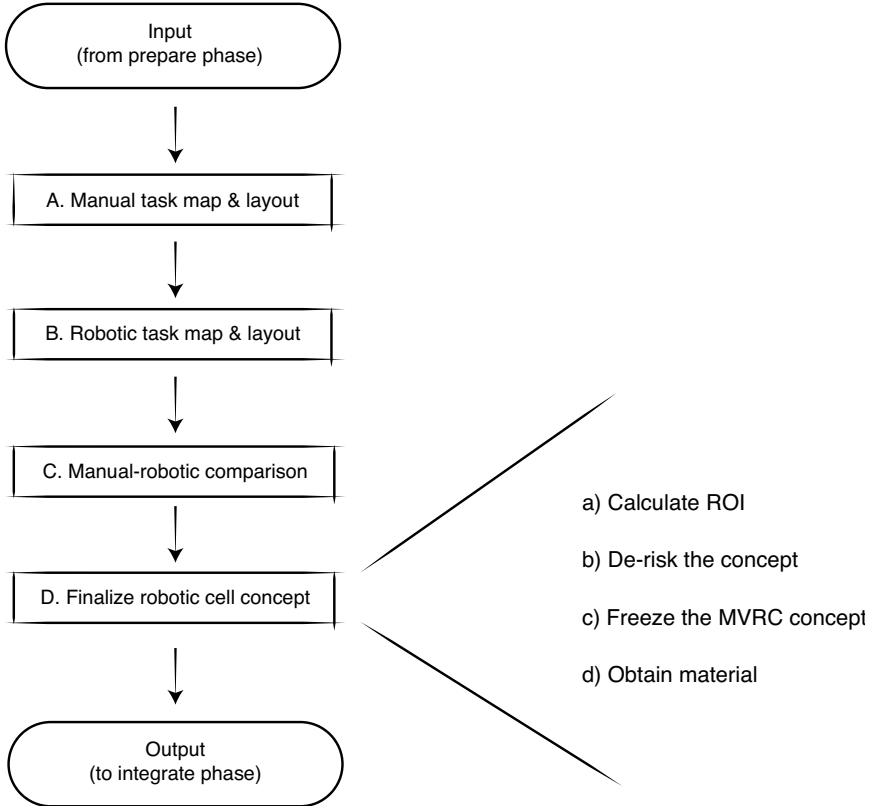 Input
(from prepare phase)
A. Manual task map & layout
B. Robotic task map & layout
C. Manual-robotic comparison
D. Finalize robotic cell concept
a) Calculate ROI
b) De-risk the concept
c) Freeze the MVRC concept
d) Obtain material
Output
(to integrate phase)